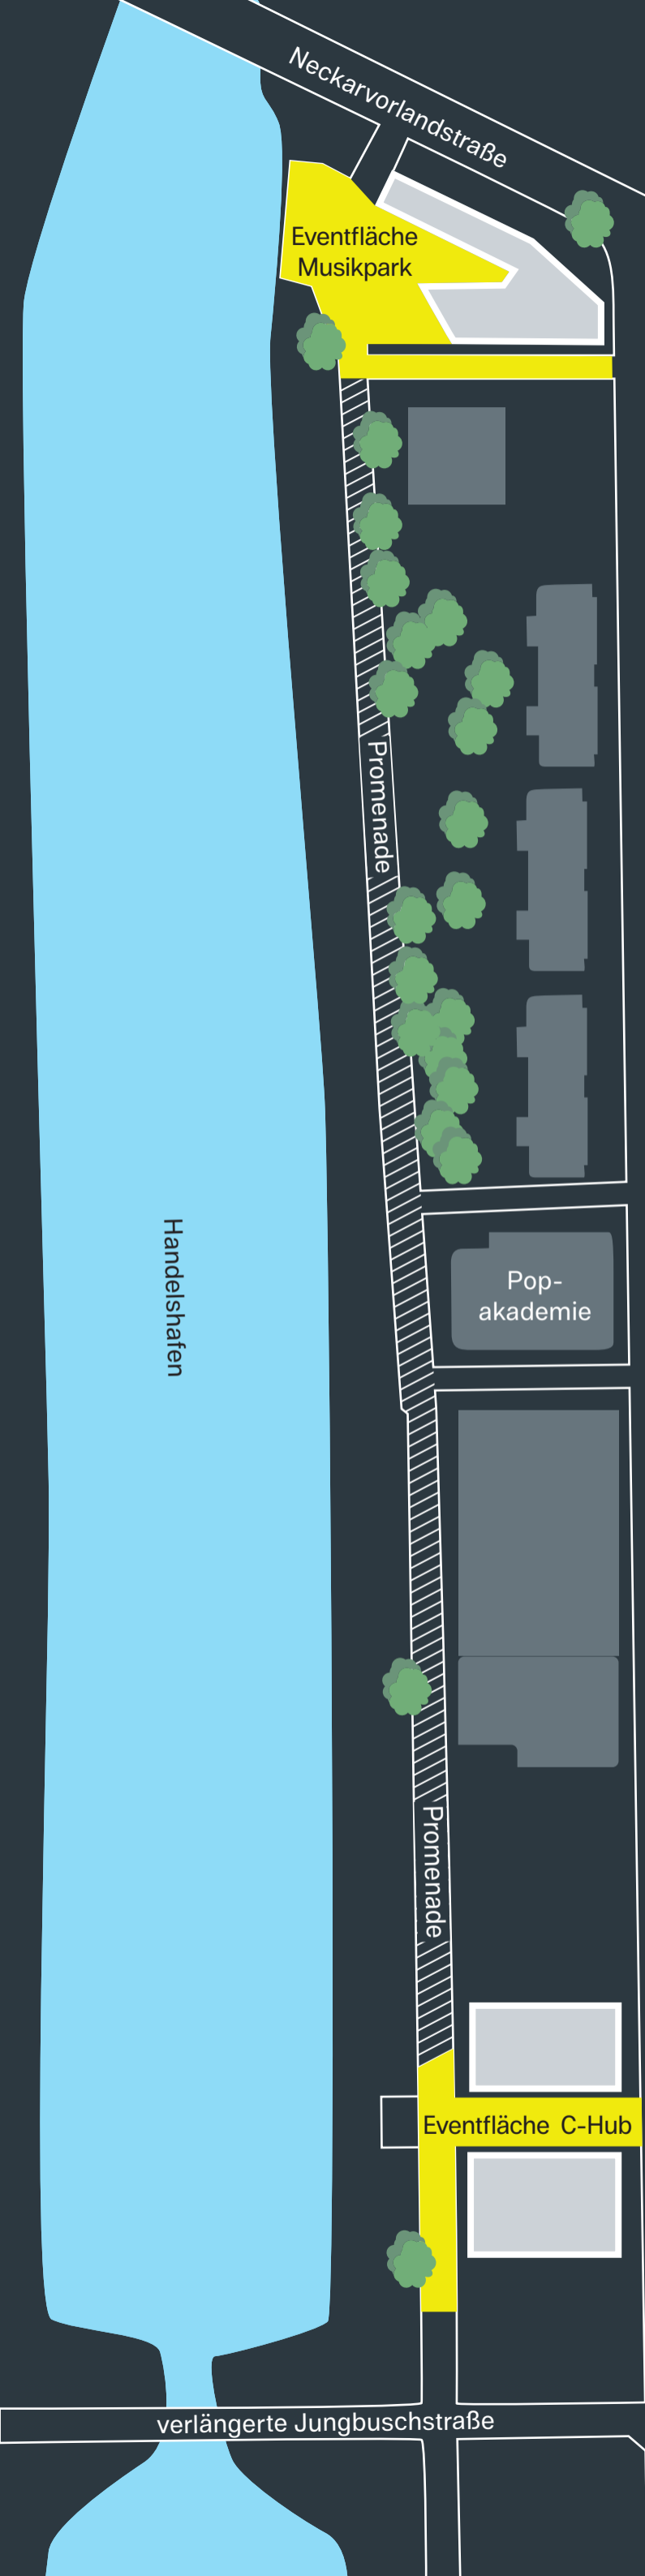 Neckarvorlandstraße
Eventfläche
Musikpark
Promenade
Handelshafen
Pop-
akademie
Promenade
Eventfläche C-Hub
verlängerte Jungbuschstraße